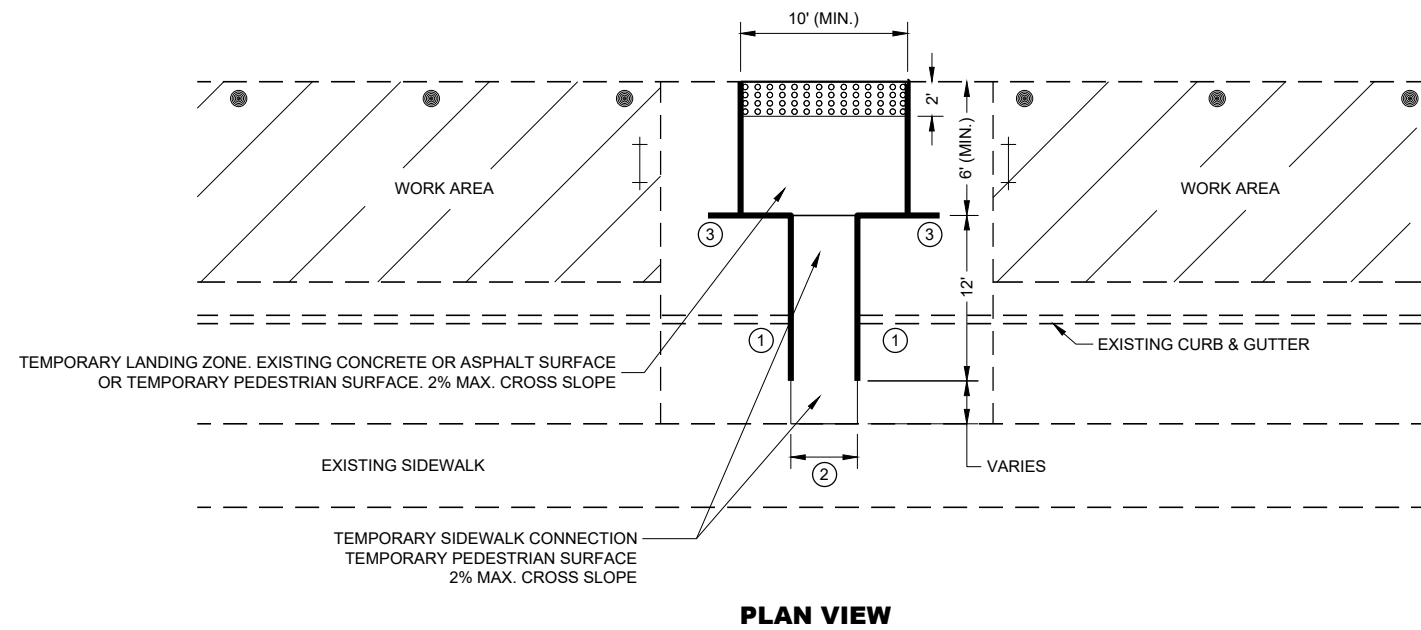 10' (MIN.)
2'
6' (MIN.)
WORK AREA
WORK AREA
3
3
12'
1
1
EXISTING CURB & GUTTER
TEMPORARY LANDING ZONE. EXISTING CONCRETE OR ASPHALT SURFACE
OR TEMPORARY PEDESTRIAN SURFACE. 2% MAX. CROSS SLOPE
EXISTING SIDEWALK
2
VARIES
TEMPORARY SIDEWALK CONNECTION
TEMPORARY PEDESTRIAN SURFACE
2% MAX. CROSS SLOPE
PLAN VIEW